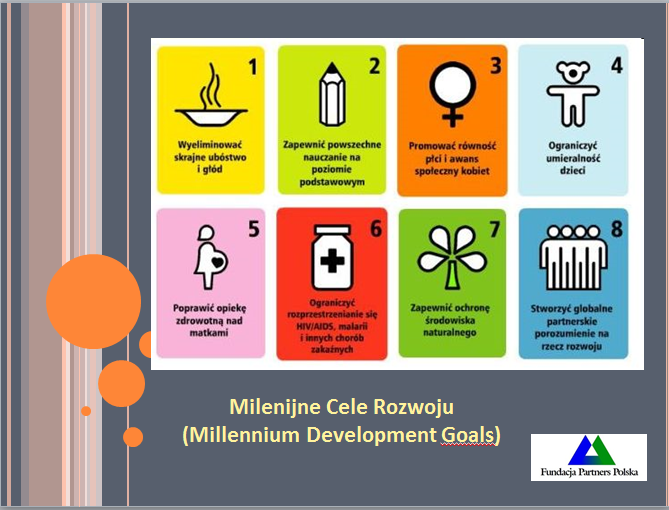 1
Wyeliminować
skrajne ubóstwo
i głód
2
Zapewnić powszechne
nauczanie na
poziomie
podstawowym
3
Promować równość
płci i awans
społeczny kobiet
4
Ograniczyć
umieralność
dzieci
5
Poprawić opiekę
zdrowotną nad
matkami
6
Ograniczyć
rozprzestrzenianie się
HIV/AIDS, malarii
i innych chorób
zakaźnych
7
Zapewnić ochronę
środowiska
naturalnego
8
Stworzyć globalne
partnerskie
porozumienie na
rzecz rozwoju
Milenijne Cele Rozwoju
(Millennium Development Goals)
Fundacja Partners Polska